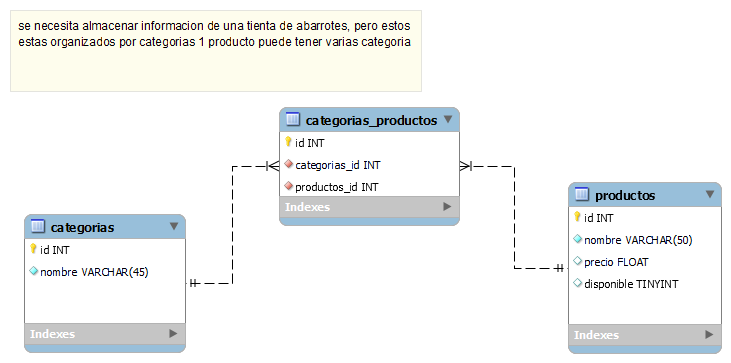 se necesita almacenar informacion de una tienta de abarrotes, pero estos
estas organizados por categorias 1 producto puede tener varias categoria
categorias_productos
id INT
categorias_id INT
productos_id INT
Indexes
categorias
id INT
nombre VARCHAR(45)
Indexes
productos
id INT
nombre VARCHAR(50)
precio FLOAT
disponible TINYINT
Indexes